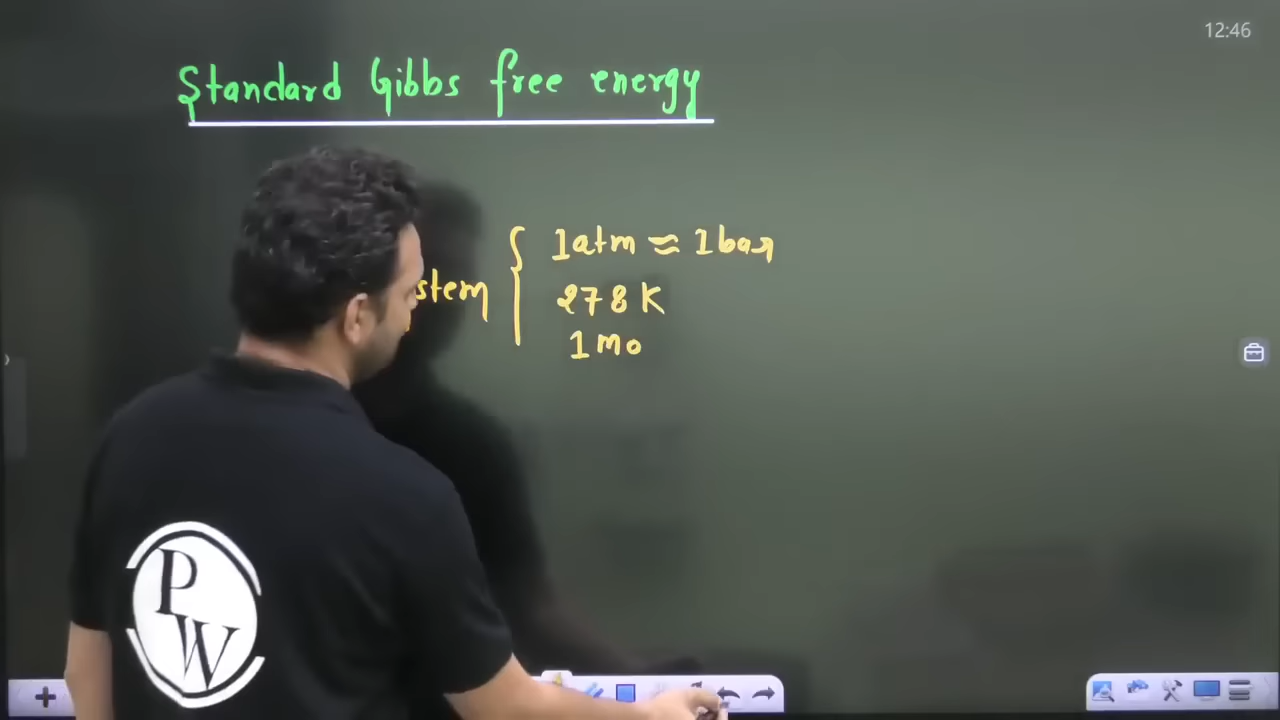 12:46
Standard Gibbs free energy
stem
1atm ≈ 1bar
278 K
1mo
P
W